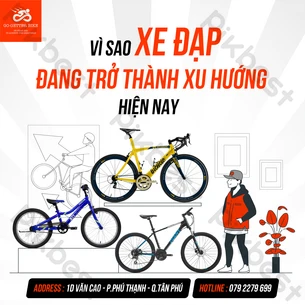 VÌ SAO XE ĐẠP
ĐANG TRỞ THÀNH XU HƯỚNG
HIỆN NAY
ADDRESS : 1D VĂN CAO - P.PHÚ THẠNH - Q.TÂN PHÚ
HOTLINE : 079 2279 699
pikbest